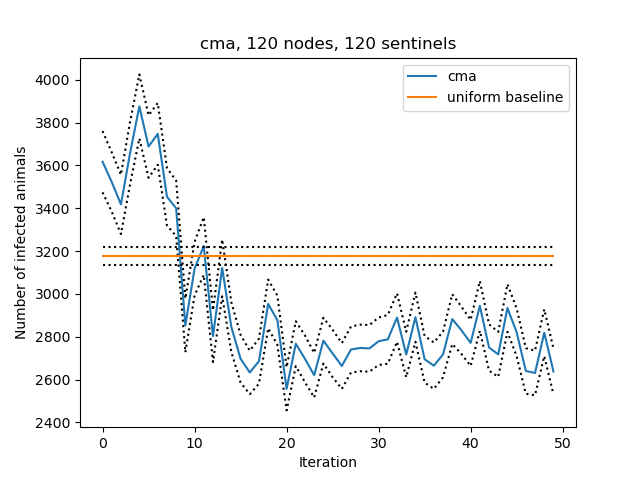 cma, 120 nodes, 120 sentinels
cma
uniform baseline
Number of infected animals
4000
3800
3600
3400
3200
3000
2800
2600
2400
0 10 20 30 40 50
Iteration